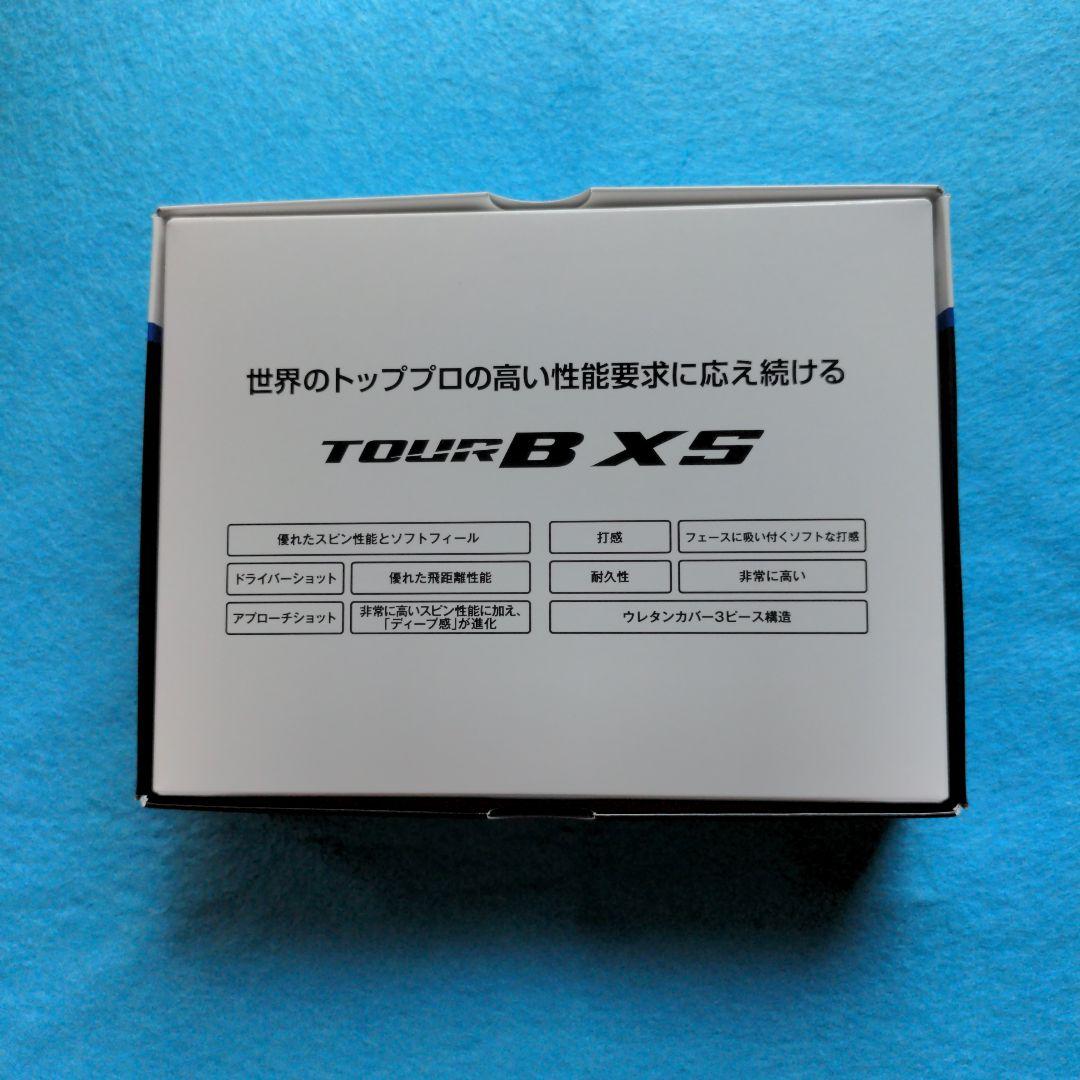 世界のトッププロの高い性能要求に応え続ける
TOURB XS
優れたスピン性能とソフトフィール
ドライバーショット 優れた飛距離性能
アプローチショット 非常に高いスピン性能に加え、
「ディープ感」が進化
打感 フェースに吸い付くソフトな打感
耐久性 非常に高い
ウレタンカバー3ピース構造